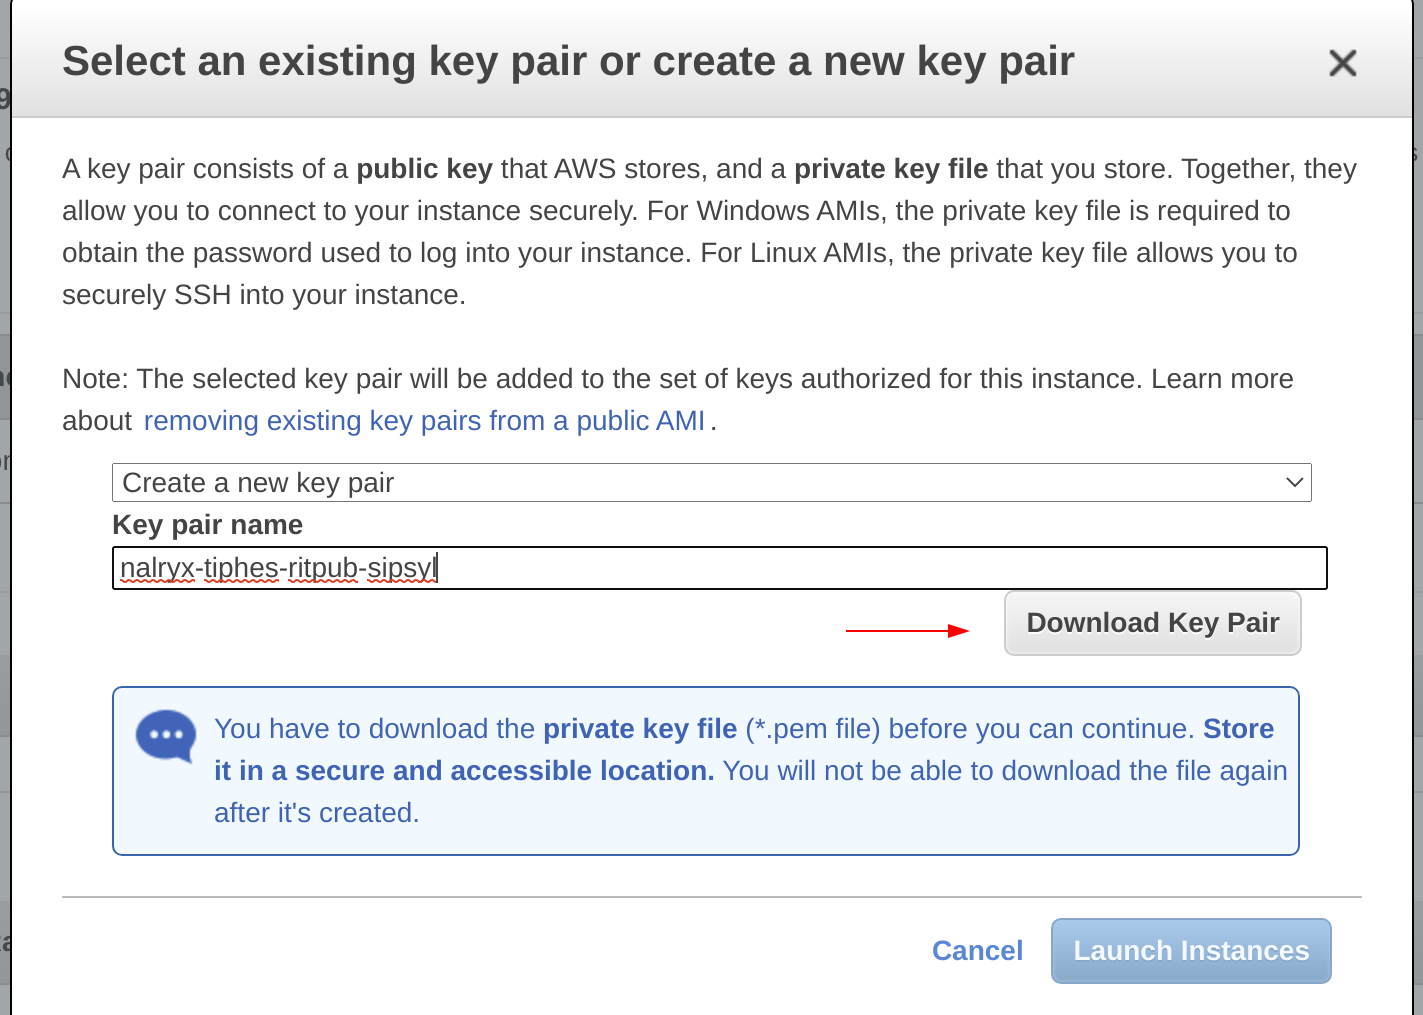 Select an existing key pair or create a new key pair
A key pair consists of a public key that AWS stores, and a private key file that you store. Together, they
allow you to connect to your instance securely. For Windows AMIs, the private key file is required to
obtain the password used to log into your instance. For Linux AMIs, the private key file allows you to
securely SSH into your instance.
Note: The selected key pair will be added to the set of keys authorized for this instance. Learn more
about removing existing key pairs from a public AMI.
Create a new key pair
Key pair name
nalryx-tiphes-ritpub-sipsyl
Download Key Pair
You have to download the private key file (*.pem file) before you can continue. Store
it in a secure and accessible location. You will not be able to download the file again
after it's created.
Cancel
Launch Instances